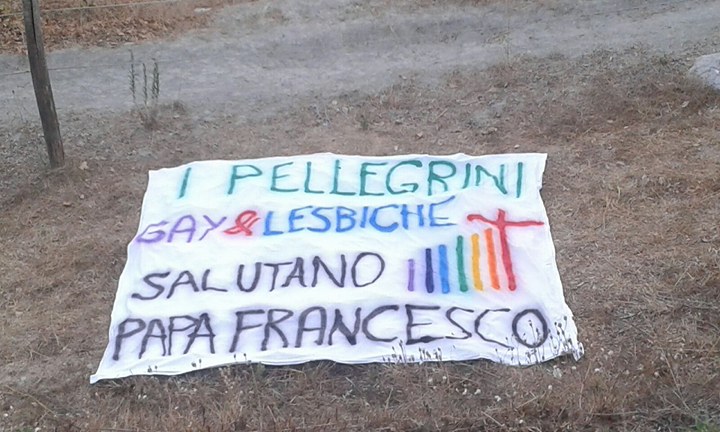 I PELLEGRINI
GAY & LESBICHE
SALUTANO
PAPA FRANCESCO